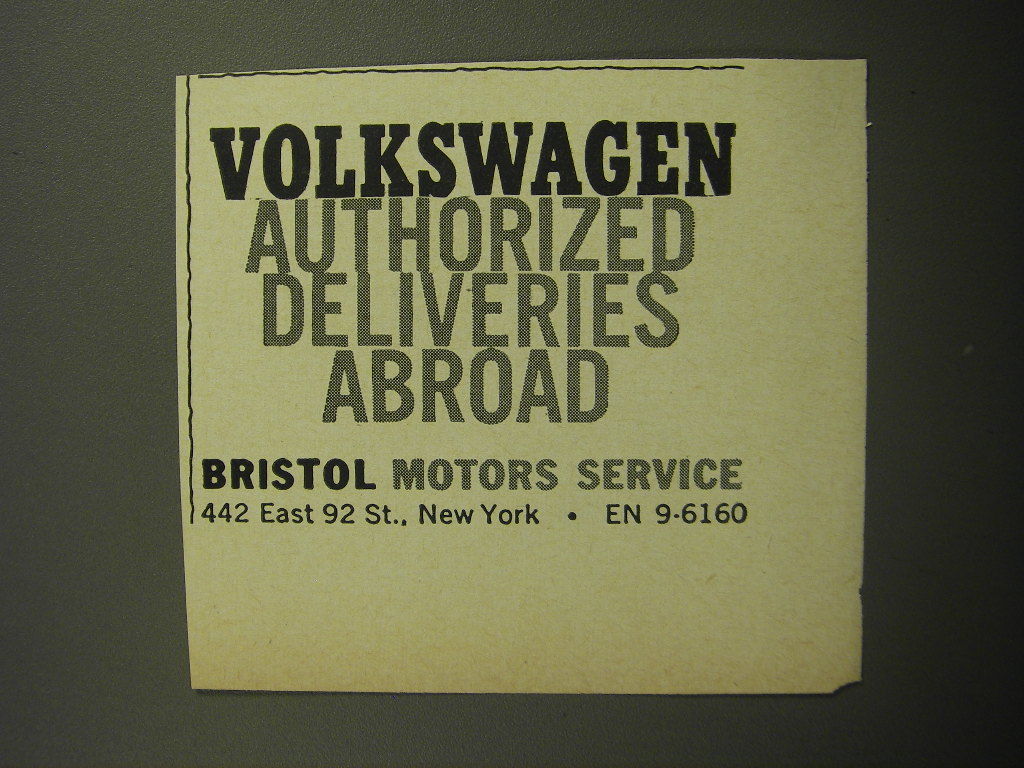 VOLKSWAGEN
AUTHORIZED
DELIVERIES
ABROAD
BRISTOL MOTORS SERVICE
442 East 92 St., New York • EN 9-6160